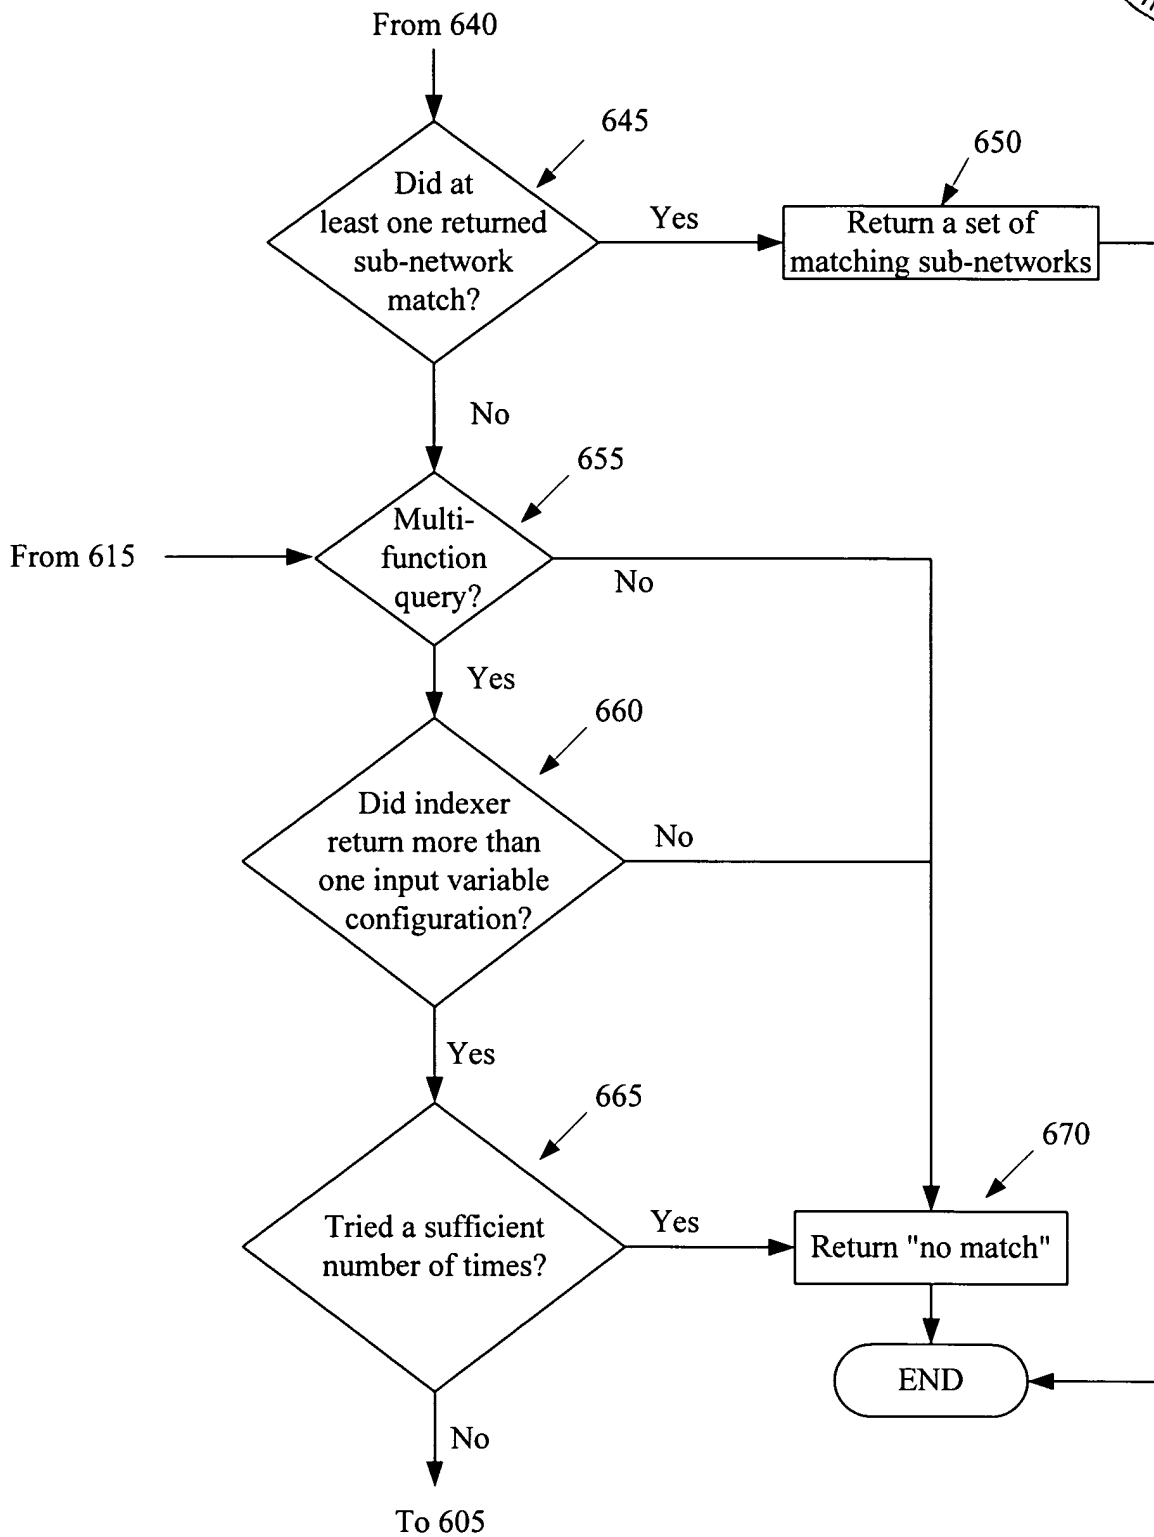 From 640
645
650
Did at
least one returned
sub-network
match?
Yes
Return a set of
matching sub-networks
No
655
From 615
Multi-
function
query?
No
Yes
660
Did indexer
return more than
one input variable
configuration?
No
Yes
665
670
Tried a sufficient
number of times?
Yes
Return "no match"
END
No
To 605